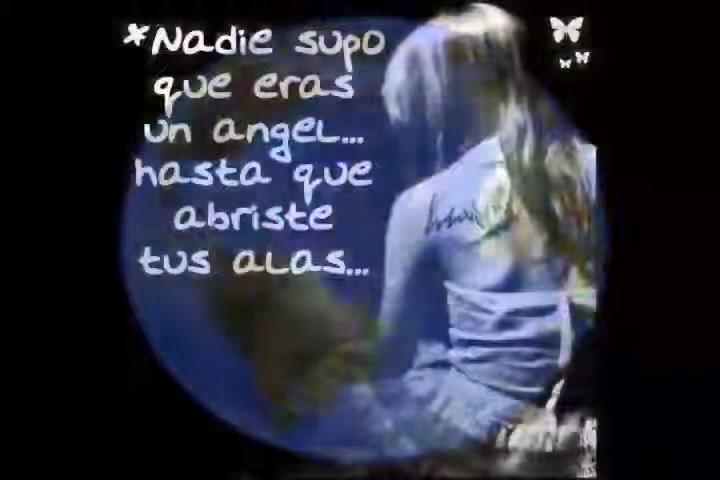 *Nadie supo
que eras
un angel...
hasta que
abriste
tus alas...